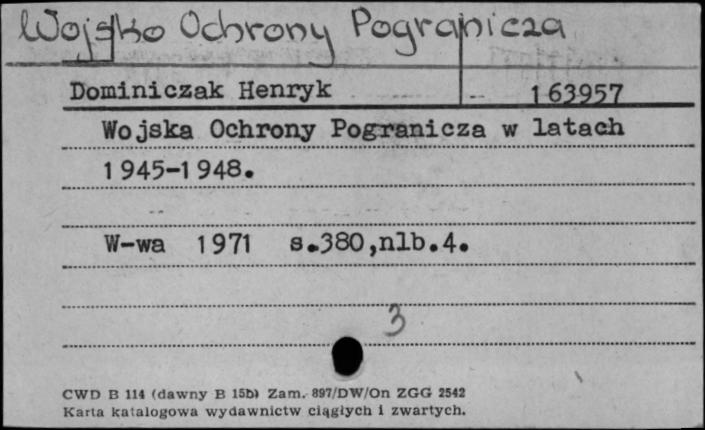 Wojsko Ochrony Pogranicza
Dominiczak Henryk 163957
Wojska Ochrony Pogranicza w latach
1945-1948.
W-wa 1971 s.380,nlb.4.
3
CWD B 114 (dawny B 15b) Zam. 897/DW/On ZGG 2542
Karta katalogowa wydawnictw ciągłych i zwartych.